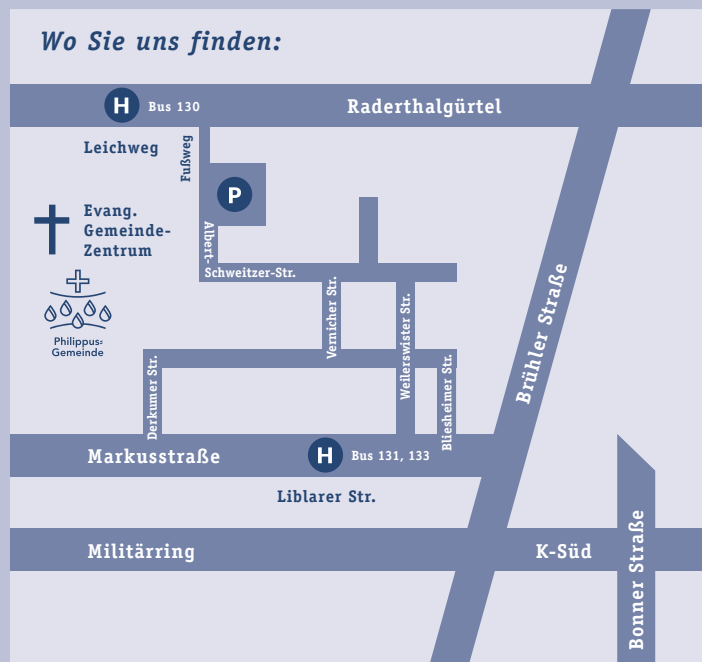 Wo Sie uns finden:
H Bus 130
Raderthalgürtel
Leichweg
Fußweg
P
Evang.
Gemeinde-
Zentrum
Albert-
Schweitzer-Str.
Philippus-
Gemeinde
Vernicher Str.
Weilerswister Str.
Brühler Straße
Derkumer Str.
Bliesheimer Str.
Markusstraße
H Bus 131, 133
Liblarer Str.
Militärring
K-Süd
Bonner Straße